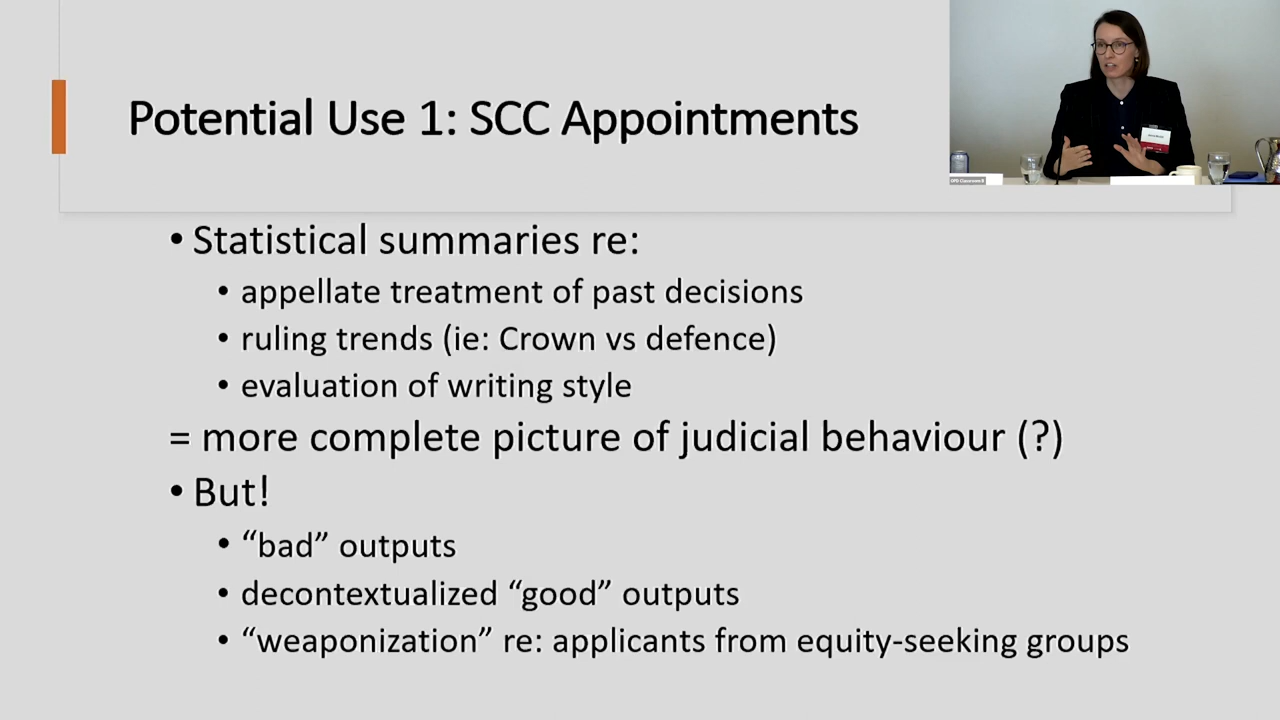 Potential Use 1: SCC Appointments
• Statistical summaries re:
• appellate treatment of past decisions
• ruling trends (ie: Crown vs defence)
• evaluation of writing style
= more complete picture of judicial behaviour (?)
• But!
• “bad” outputs
• decontextualized “good” outputs
• “weaponization” re: applicants from equity-seeking groups